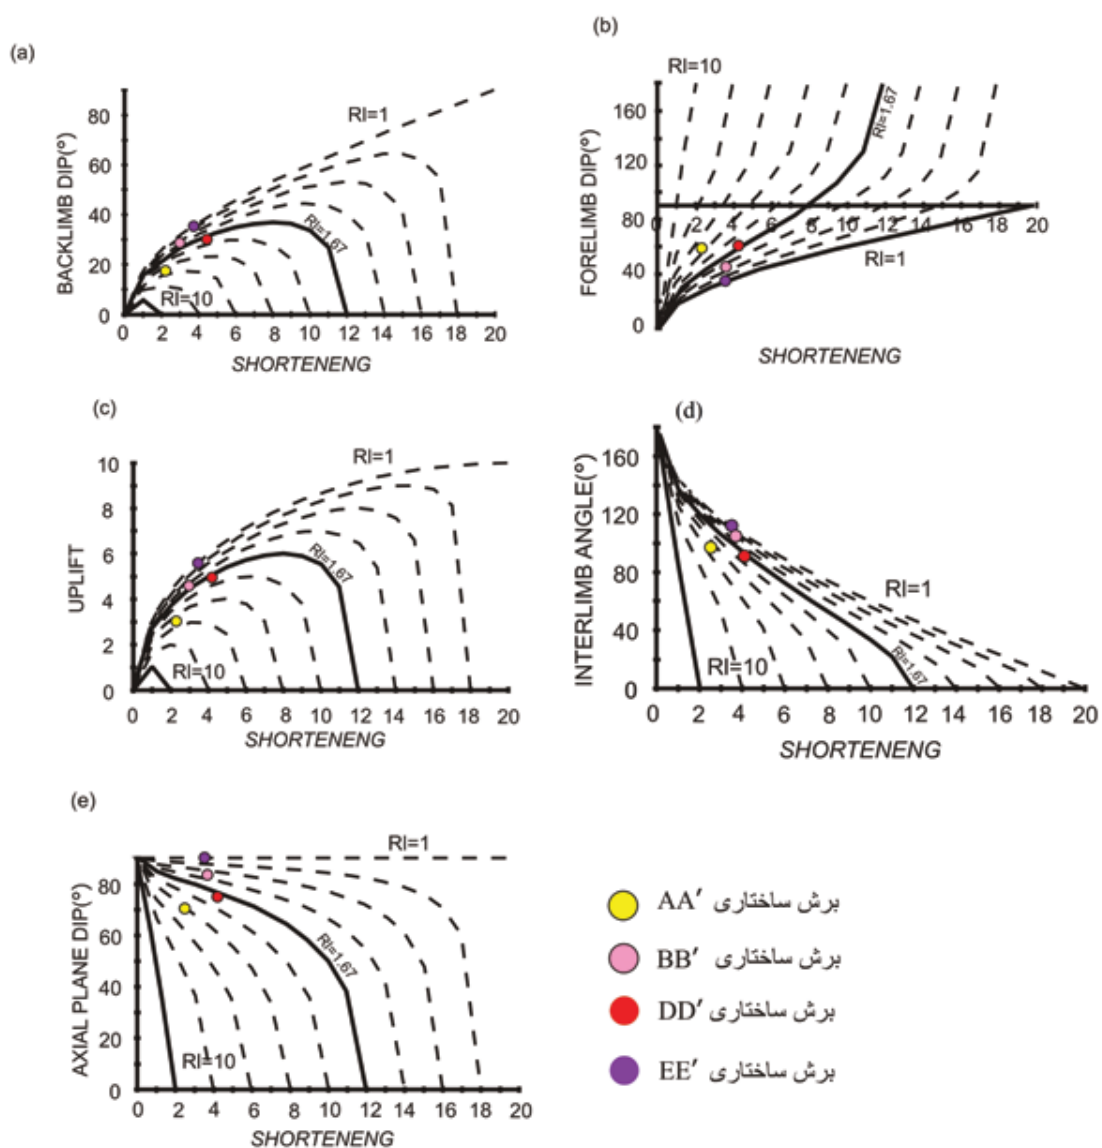 (a)
BACKLIMB DIP(°)
80
60
40
20
0
RI=1
RI=1.67
RI=10
0 2 4 6 8 10 12 14 16 18 20
SHORTENENG
(b)
FORELIMB DIP(°)
160
120
80
40
0
RI=10
RI=1.67
0 2 4 6 8 10 12 14 16 18 20
RI=1
SHORTENENG
(c)
UPLIFT
10
8
6
4
2
0
RI=1
RI=1.67
RI=10
0 2 4 6 8 10 12 14 16 18 20
SHORTENENG
(d)
INTERLIMB ANGLE(°)
160
120
80
40
0
RI=1
RI=10
RI=1.67
0 2 4 6 8 10 12 14 16 18 20
SHORTENENG
(e)
AXIAL PLANE DIP(°)
80
60
40
20
0
RI=1
RI=1.67
RI=10
0 2 4 6 8 10 12 14 16 18 20
SHORTENENG
برش ساختاری AA′
برش ساختاری BB′
برش ساختاری DD′
برش ساختاری EE′